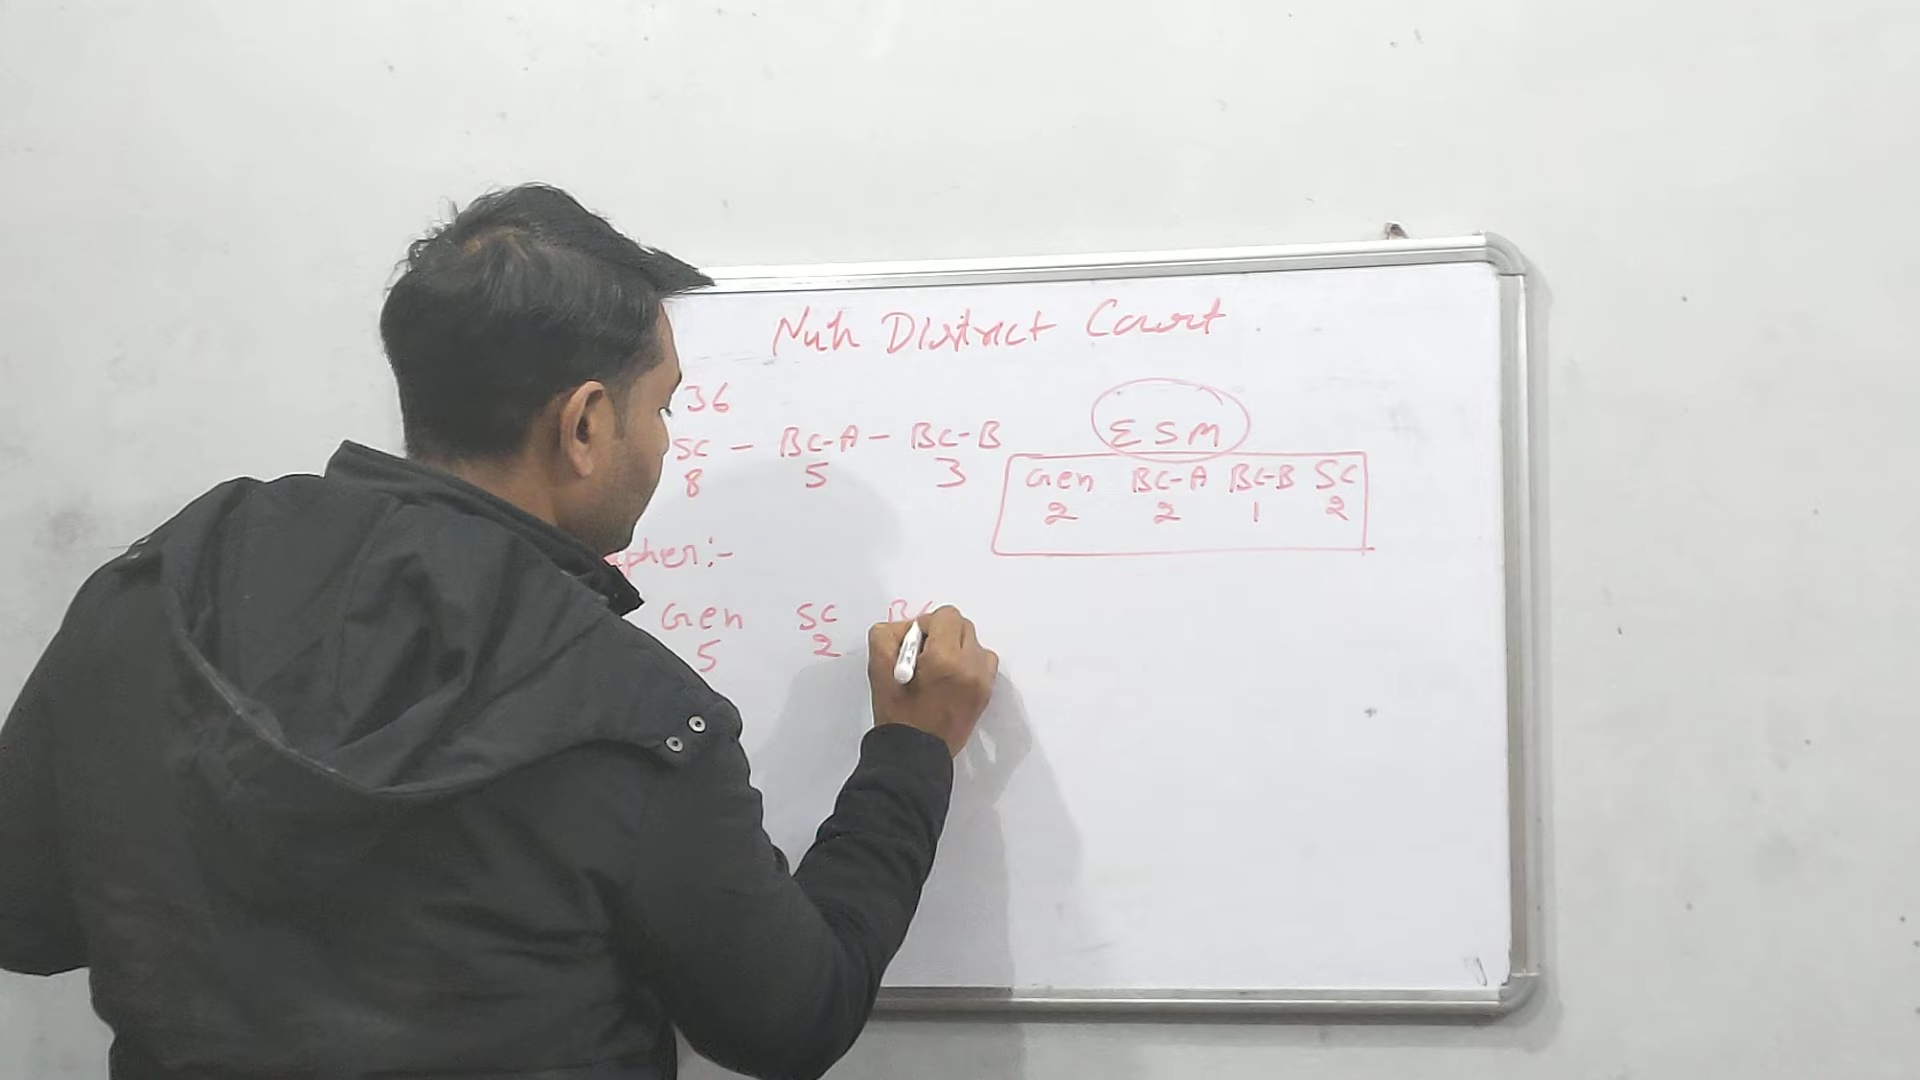 Nuh District Court
36
SC - BC-A - BC-B
8 5 3
ESM
Gen BC-A BC-B SC
2 2 1 2
Gen SC BC
5 2